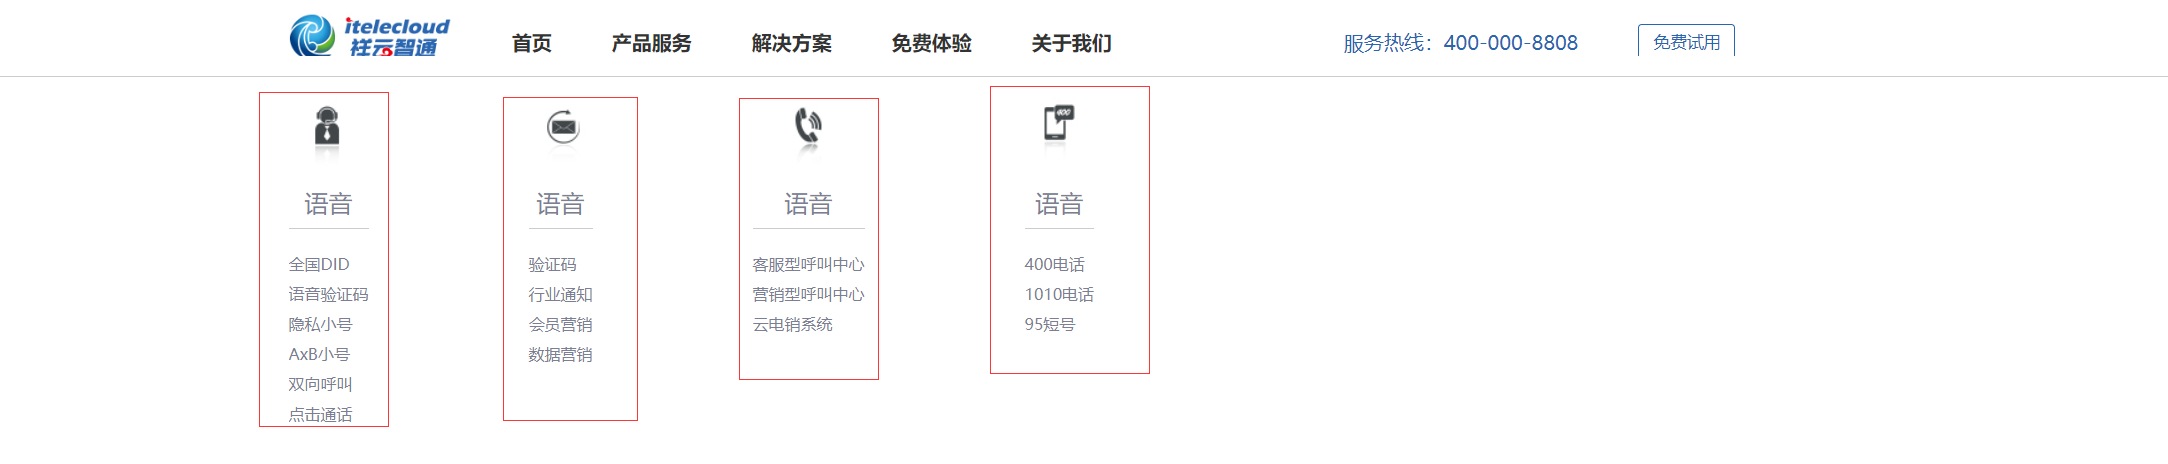 itelecloud
祥云智通
首页 产品服务 解决方案 免费体验 关于我们 服务热线：400-000-8808 免费试用
语音
全国DID
语音验证码
隐私小号
AxB小号
双向呼叫
点击通话
语音
验证码
行业通知
会员营销
数据营销
语音
客服型呼叫中心
营销型呼叫中心
云电销系统
400
语音
400电话
1010电话
95短号